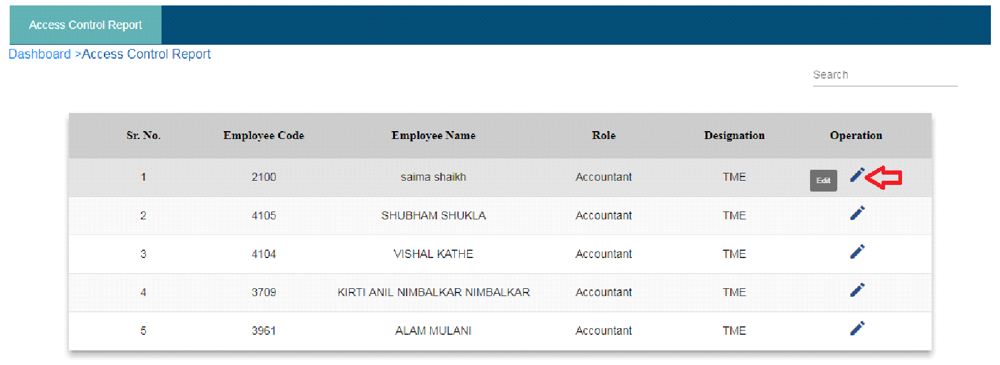 Access Control Report
Dashboard >Access Control Report
Search
Sr. No. Employee Code Employee Name Role Designation Operation
1 2100 saima shaikh Accountant TME Edit
2 4105 SHUBHAM SHUKLA Accountant TME
3 4104 VISHAL KATHE Accountant TME
4 3709 KIRTI ANIL NIMBALKAR NIMBALKAR Accountant TME
5 3961 ALAM MULANI Accountant TME